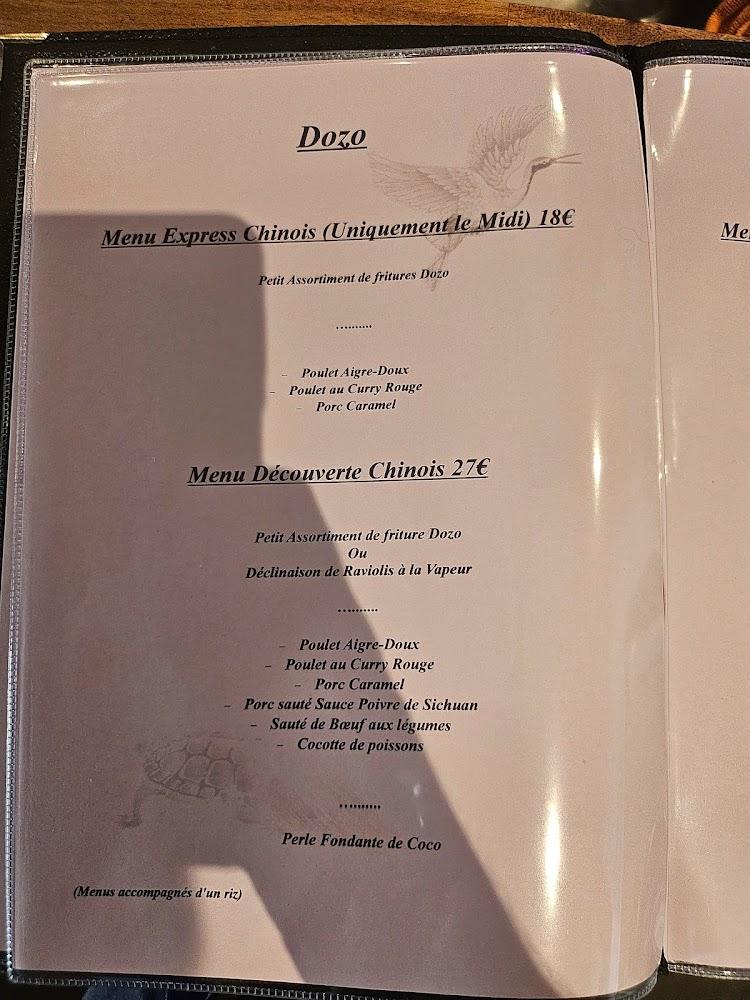 Dozo
Menu Express Chinois (Uniquement le Midi) 18€
Petit Assortiment de fritures Dozo
..........
- Poulet Aigre-Doux
- Poulet au Curry Rouge
- Porc Caramel
Menu Découverte Chinois 27€
Petit Assortiment de friture Dozo
Ou
Déclinaison de Raviolis à la Vapeur
..........
- Poulet Aigre-Doux
- Poulet au Curry Rouge
- Porc Caramel
- Porc sauté Sauce Poivre de Sichuan
- Sauté de Bœuf aux légumes
- Cocotte de poissons
..........
Perle Fondante de Coco
(Menus accompagnés d'un riz)